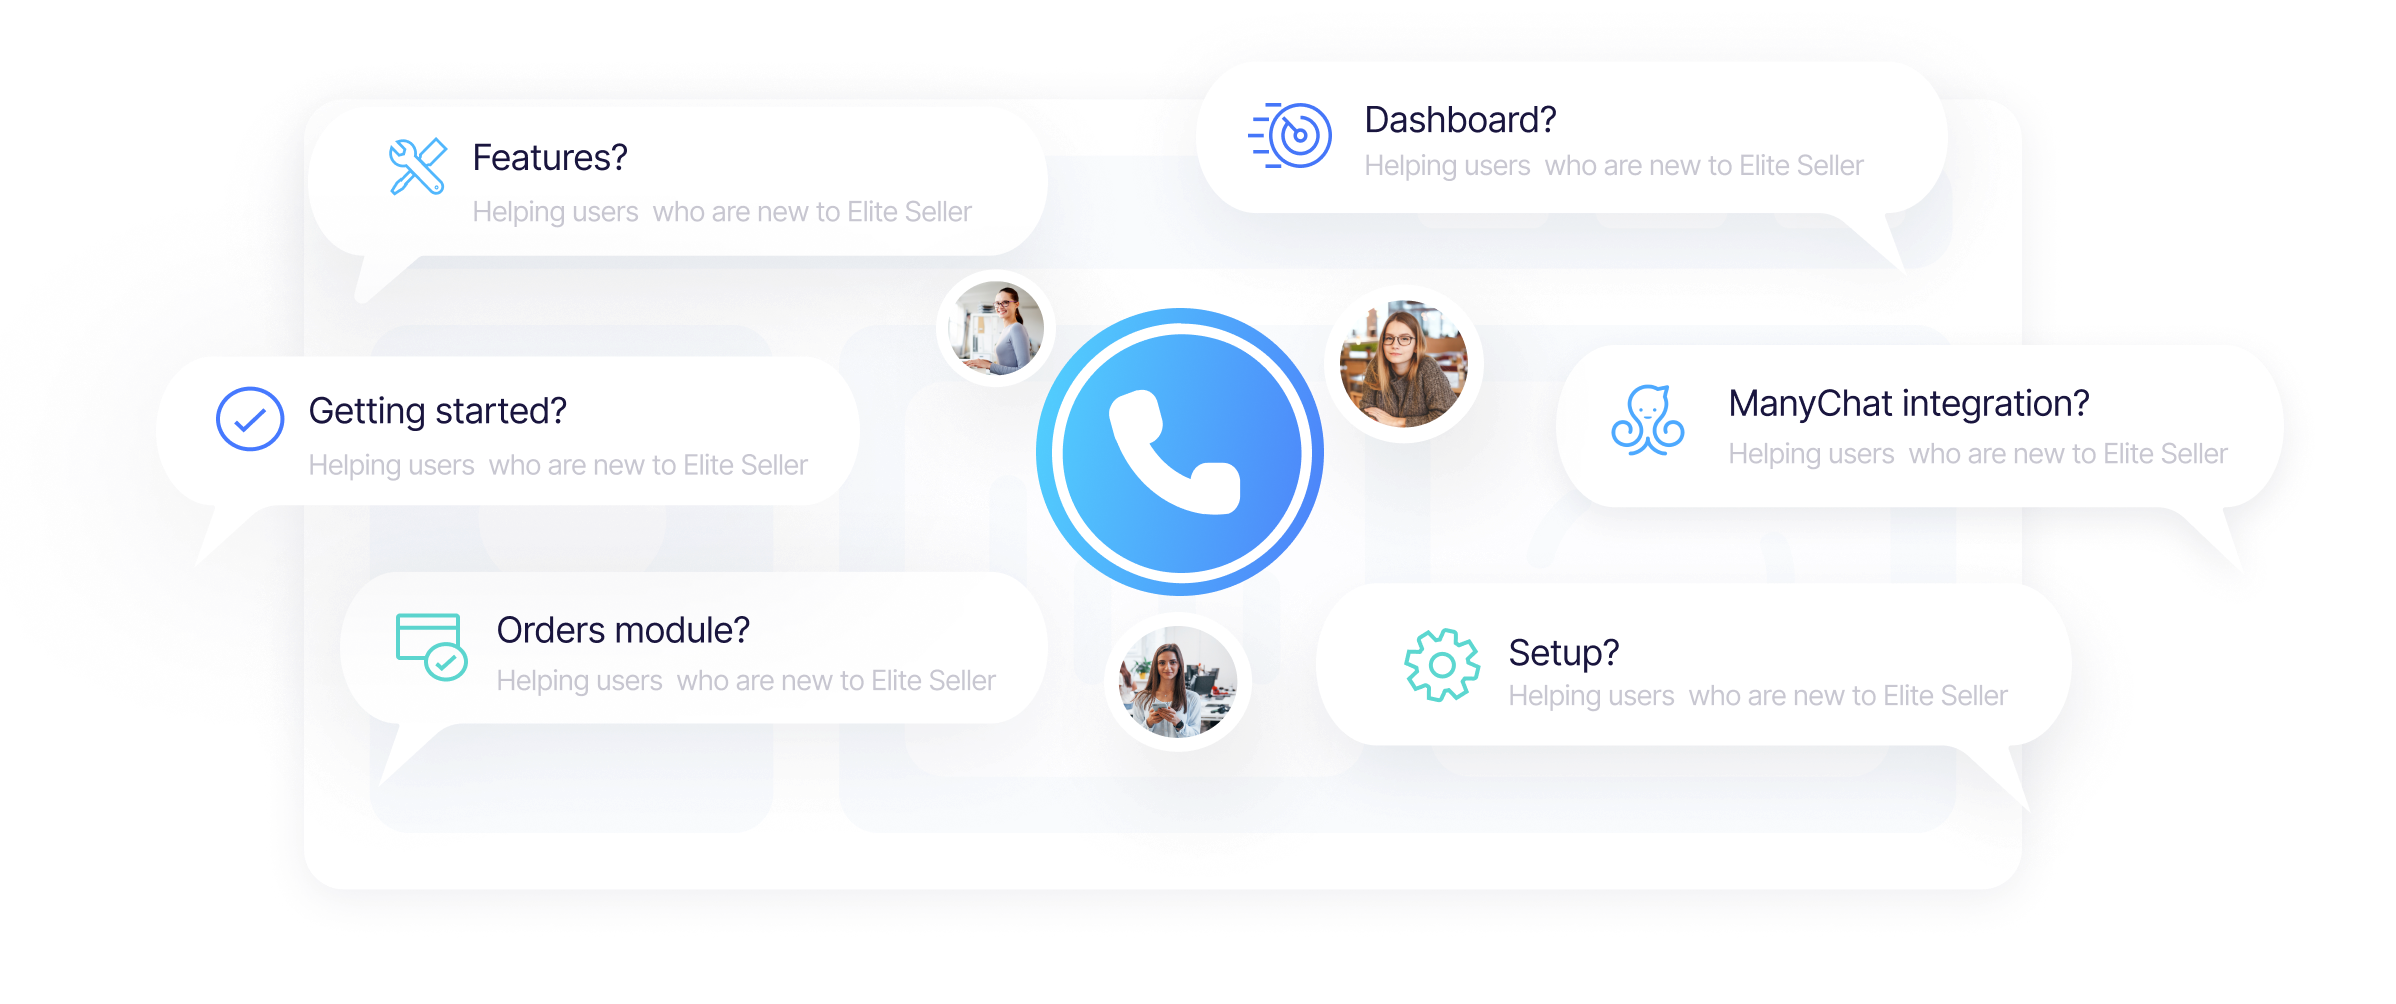 Features?
Helping users  who are new to Elite Seller
Dashboard?
Helping users  who are new to Elite Seller
Getting started?
Helping users  who are new to Elite Seller
ManyChat integration?
Helping users  who are new to Elite Seller
Orders module?
Helping users  who are new to Elite Seller
Setup?
Helping users  who are new to Elite Seller